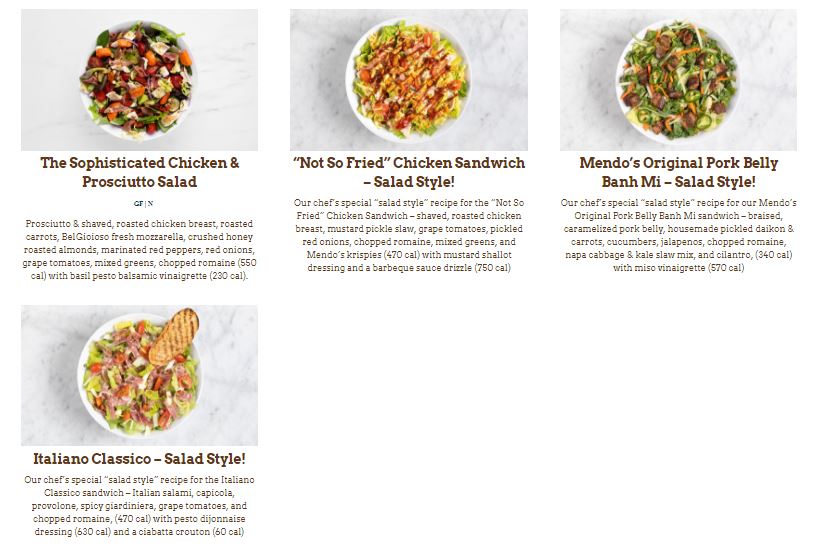 The Sophisticated Chicken &
Prosciutto Salad
GF | N
Prosciutto & shaved, roasted chicken breast, roasted
carrots, BelGioioso fresh mozzarella, crushed honey
roasted almonds, marinated red peppers, red onions,
grape tomatoes, mixed greens, chopped romaine (550
cal) with basil pesto balsamic vinaigrette (230 cal).
“Not So Fried” Chicken Sandwich
– Salad Style!
Our chef’s special “salad style” recipe for the “Not So
Fried” Chicken Sandwich – shaved, roasted chicken
breast, mustard pickle slaw, grape tomatoes, pickled
red onions, chopped romaine, mixed greens, and
Mendo’s krispies (470 cal) with mustard shallot
dressing and a barbeque sauce drizzle (750 cal)
Mendo’s Original Pork Belly
Banh Mi – Salad Style!
Our chef’s special “salad style” recipe for our Mendo’s
Original Pork Belly Banh Mi sandwich – braised,
caramelized pork belly, housemade pickled daikon &
carrots, cucumbers, jalapenos, chopped romaine,
napa cabbage & kale slaw mix, and cilantro, (340 cal)
with miso vinaigrette (570 cal)
Italiano Classico – Salad Style!
Our chef’s special “salad style” recipe for the Italiano
Classico sandwich – Italian salami, capicola,
provolone, spicy giardiniera, grape tomatoes, and
chopped romaine, (470 cal) with pesto dijonnaise
dressing (630 cal) and a ciabatta crouton (60 cal)